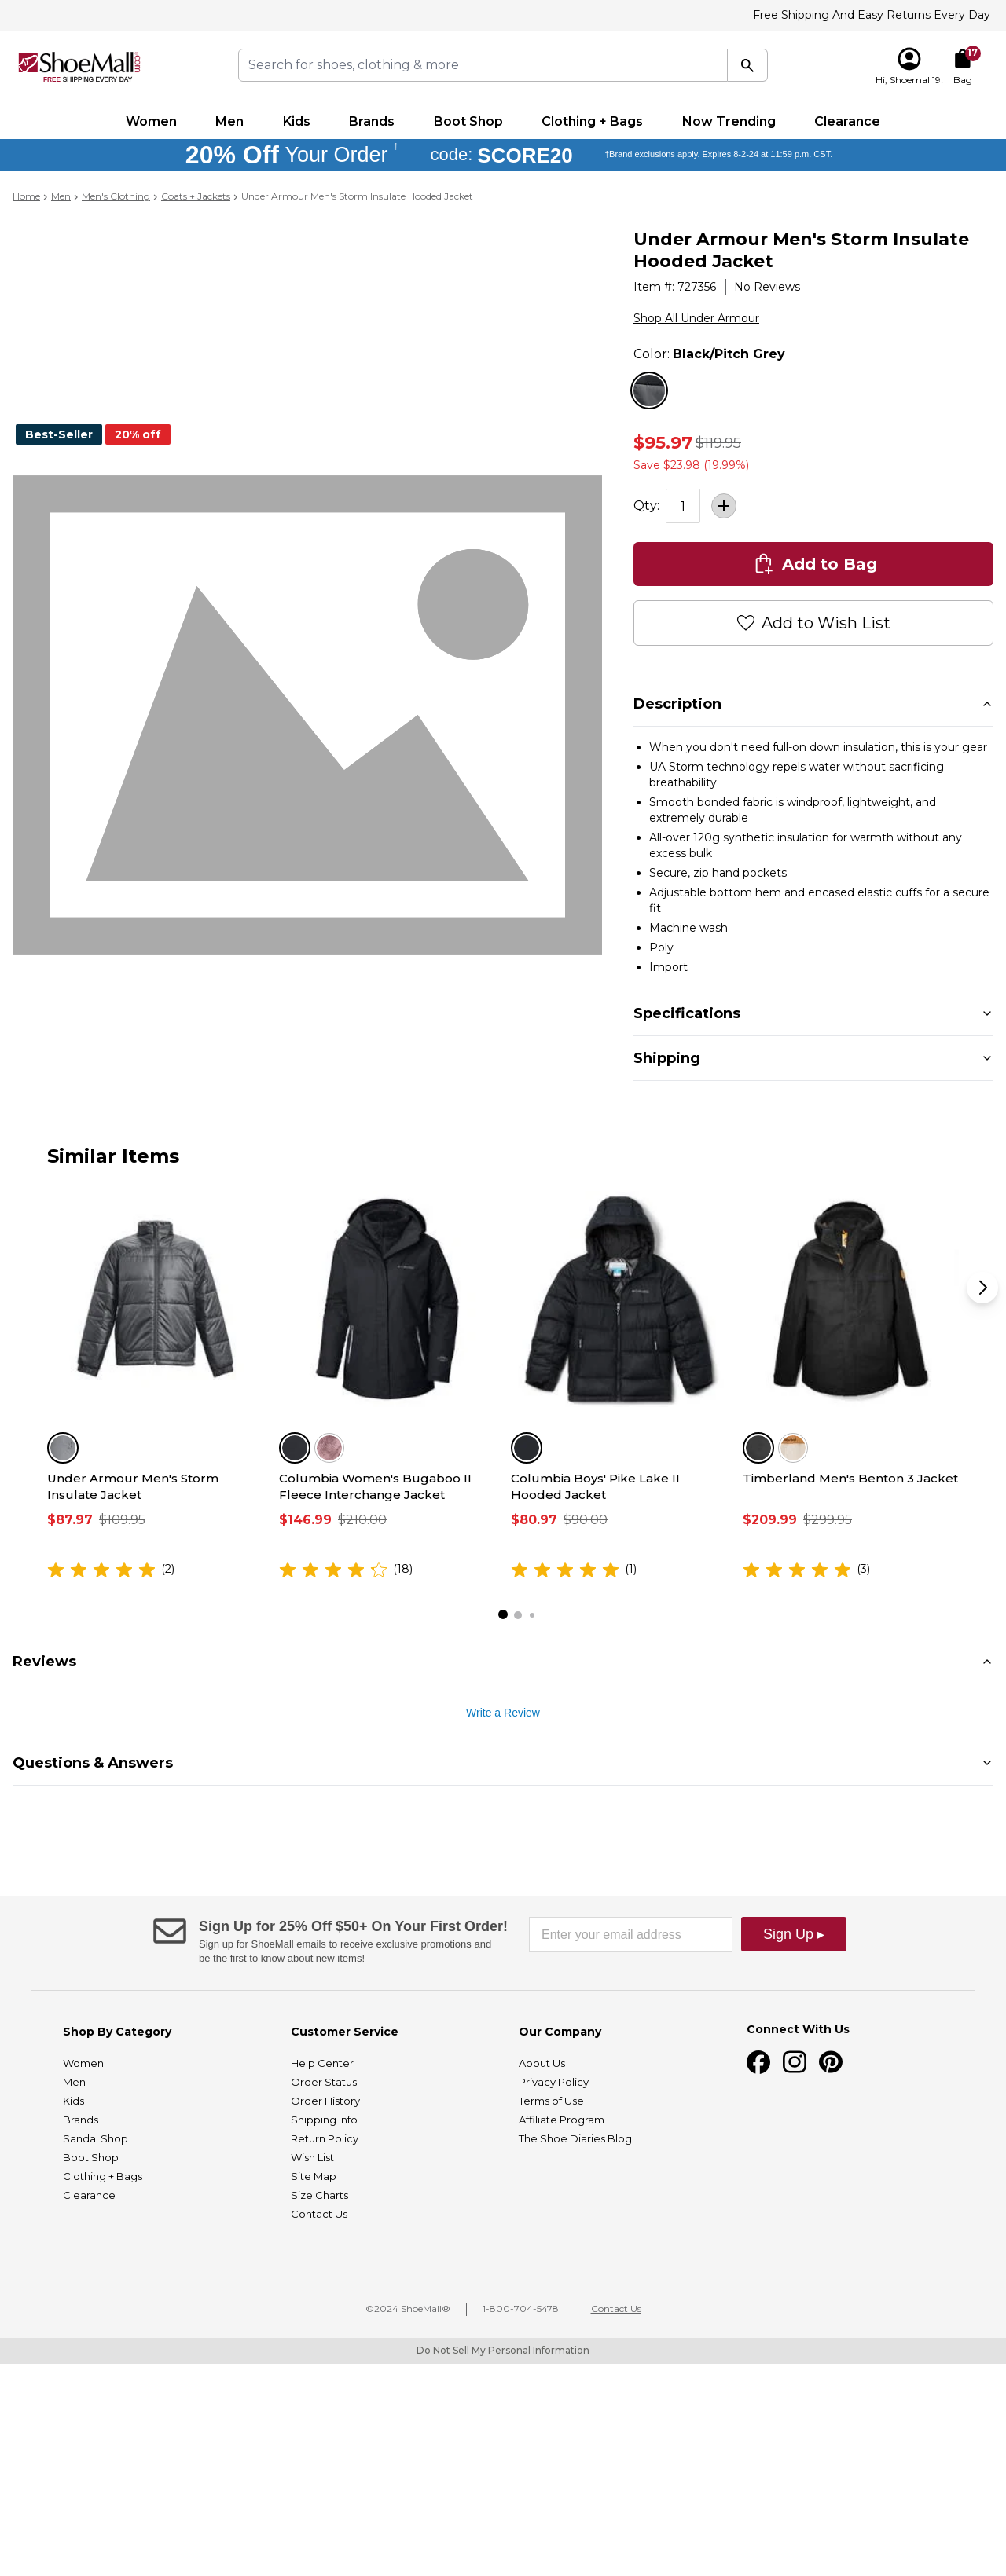 Free Shipping And Easy Returns Every Day
ShoeMall.com
FREE SHIPPING EVERY DAY
Search for shoes, clothing & more
Hi, Shoemall19!
17
Bag
Women Men Kids Brands Boot Shop Clothing + Bags Now Trending Clearance
20% Off Your Order † code: SCORE20 †Brand exclusions apply. Expires 8-2-24 at 11:59 p.m. CST.
Home > Men > Men's Clothing > Coats + Jackets > Under Armour Men's Storm Insulate Hooded Jacket
Best-Seller 20% off
Under Armour Men's Storm Insulate
Hooded Jacket
Item #: 727356 | No Reviews
Shop All Under Armour
Color: Black/Pitch Grey
$95.97 $119.95
Save $23.98 (19.99%)
Qty: 1 +
Add to Bag
Add to Wish List
Description
• When you don't need full-on down insulation, this is your gear
• UA Storm technology repels water without sacrificing
breathability
• Smooth bonded fabric is windproof, lightweight, and
extremely durable
• All-over 120g synthetic insulation for warmth without any
excess bulk
• Secure, zip hand pockets
• Adjustable bottom hem and encased elastic cuffs for a secure
fit
• Machine wash
• Poly
• Import
Specifications
Shipping
Similar Items
Under Armour Men's Storm
Insulate Jacket
$87.97 $109.95
(2)
Columbia Women's Bugaboo II
Fleece Interchange Jacket
$146.99 $210.00
(18)
Columbia Boys' Pike Lake II
Hooded Jacket
$80.97 $90.00
(1)
Timberland Men's Benton 3 Jacket
$209.99 $299.95
(3)
Reviews
Write a Review
Questions & Answers
Sign Up for 25% Off $50+ On Your First Order!
Sign up for ShoeMall emails to receive exclusive promotions and
be the first to know about new items!
Enter your email address
Sign Up ▸
Shop By Category
Women
Men
Kids
Brands
Sandal Shop
Boot Shop
Clothing + Bags
Clearance
Customer Service
Help Center
Order Status
Order History
Shipping Info
Return Policy
Wish List
Site Map
Size Charts
Contact Us
Our Company
About Us
Privacy Policy
Terms of Use
Affiliate Program
The Shoe Diaries Blog
Connect With Us
©2024 ShoeMall® | 1-800-704-5478 | Contact Us
Do Not Sell My Personal Information